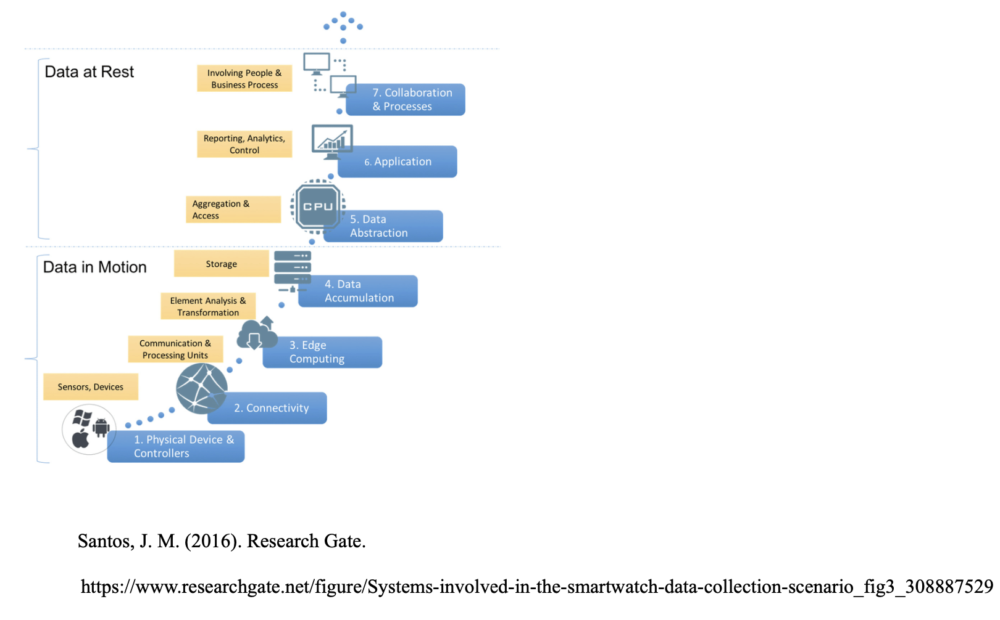 Data at Rest
Involving People &
Business Process
7. Collaboration
& Processes
Reporting, Analytics,
Control
6. Application
Aggregation &
Access
CPU
5. Data
Abstraction
Data in Motion
Storage
4. Data
Accumulation
Element Analysis &
Transformation
3. Edge
Computing
Communication &
Processing Units
2. Connectivity
Sensors, Devices
1. Physical Device &
Controllers
Santos, J. M. (2016). Research Gate.
https://www.researchgate.net/figure/Systems-involved-in-the-smartwatch-data-collection-scenario_fig3_308887529